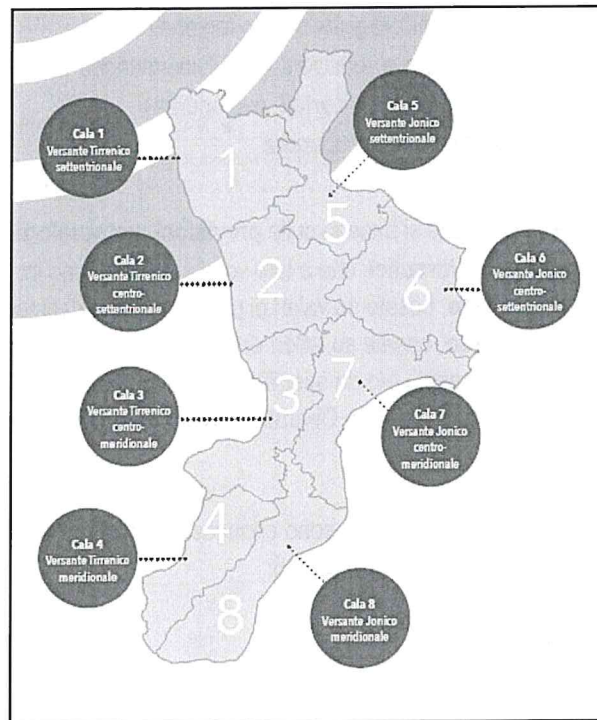 Cala 1
Versante Tirrenico
settentrionale
Cala 5
Versante Jonico
settentrionale
1
5
Cala 2
Versante Tirrenico
centro-
settentrionale
2
6
Cala 6
Versante Jonico
centro-
settentrionale
Cala 3
Versante Tirrenico
centro-
meridionale
3
7
Cala 7
Versante Jonico
centro-
meridionale
Cala 4
Versante Tirrenico
meridionale
4
8
Cala 8
Versante Jonico
meridionale